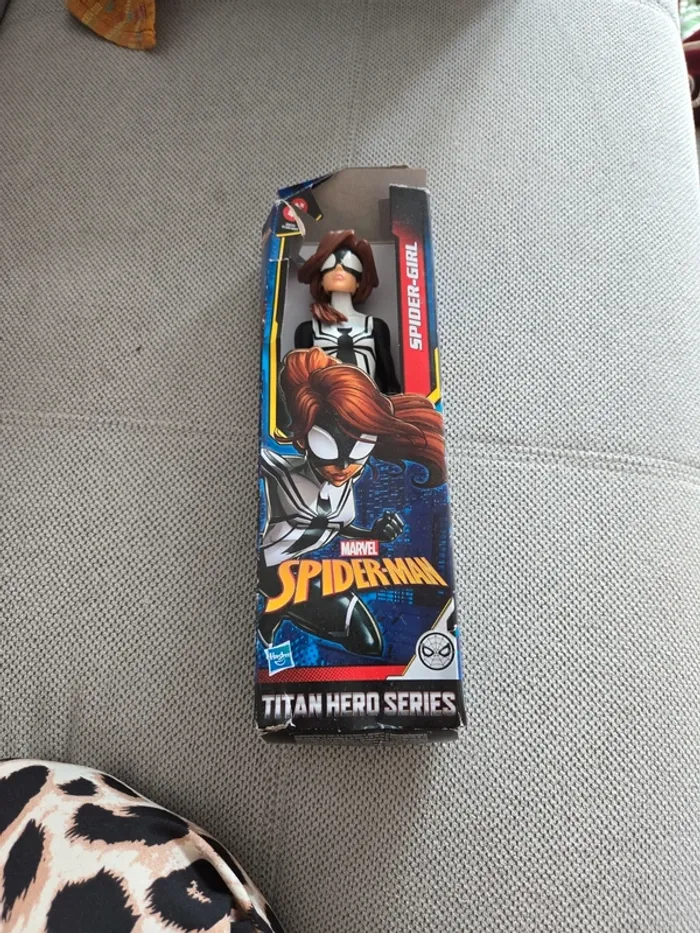 SPIDER-GIRL
MARVEL
SPIDER-MAN
Hasbro
TITAN HERO SERIES